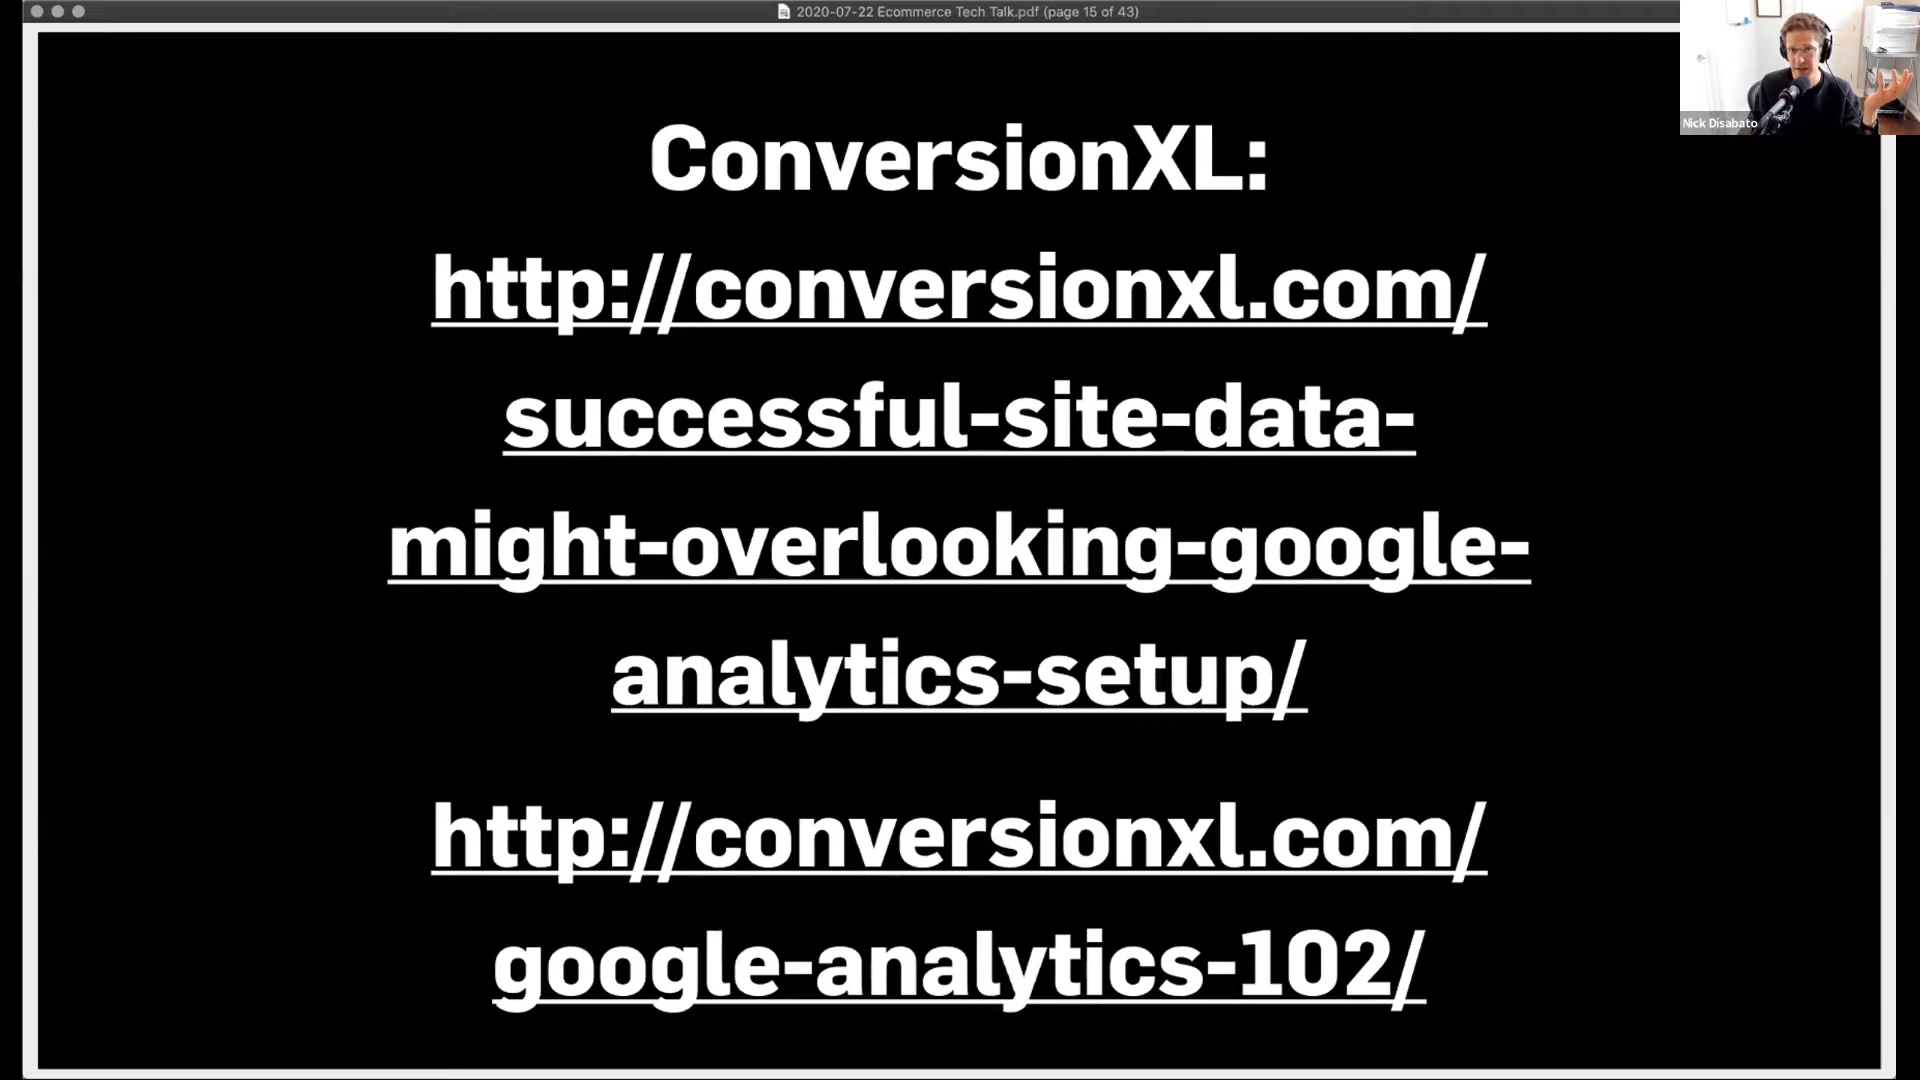 2020-07-22 Ecommerce Tech Talk.pdf (page 15 of 43)
Nick Disabato
ConversionXL:
http://conversionxl.com/
successful-site-data-
might-overlooking-google-
analytics-setup/
http://conversionxl.com/
google-analytics-102/